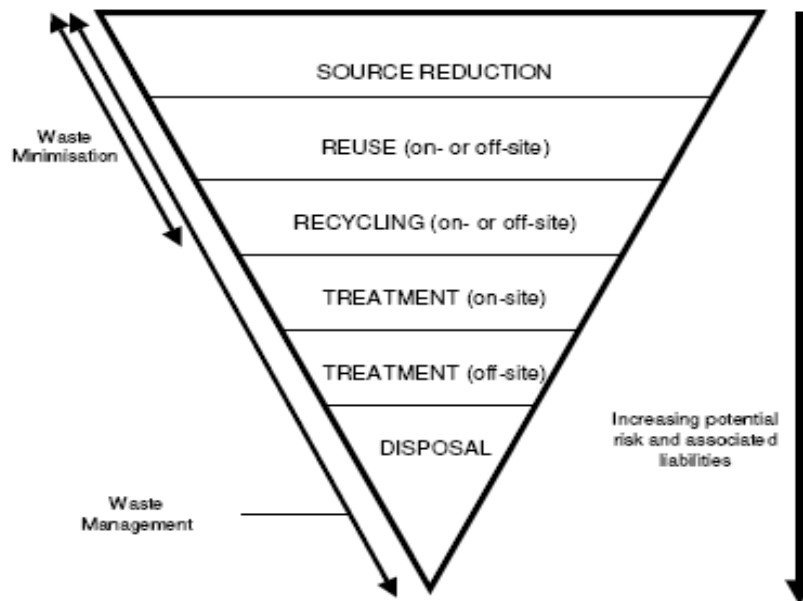 SOURCE REDUCTION
Waste
Minimisation
REUSE (on- or off-site)
RECYCLING (on- or off-site)
TREATMENT (on-site)
TREATMENT (off-site)
Increasing potential
risk and associated
liabilities
DISPOSAL
Waste
Management